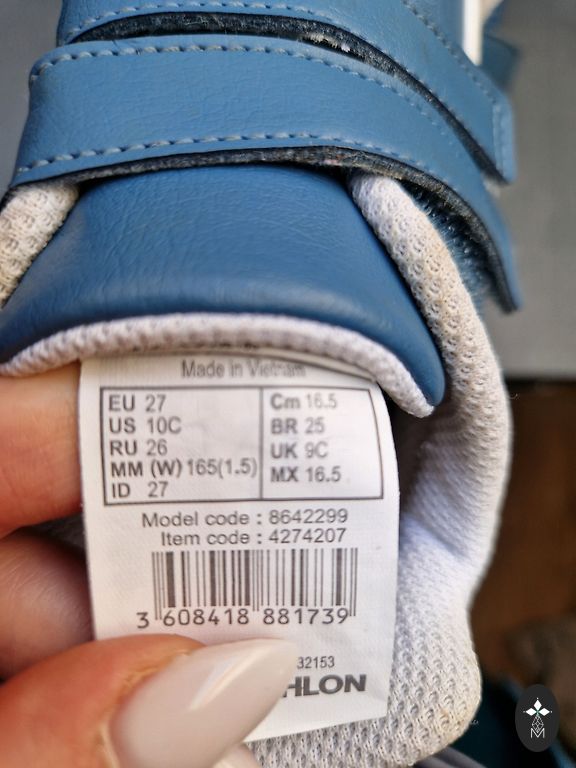 Made in Vietnam
EU 27
US 10C
RU 26
MM (W) 165(1.5)
ID 27
Cm 16.5
BR 25
UK 9C
MX 16.5
Model code : 8642299
Item code : 4274207
3 608418 881739
32153
HLON
M